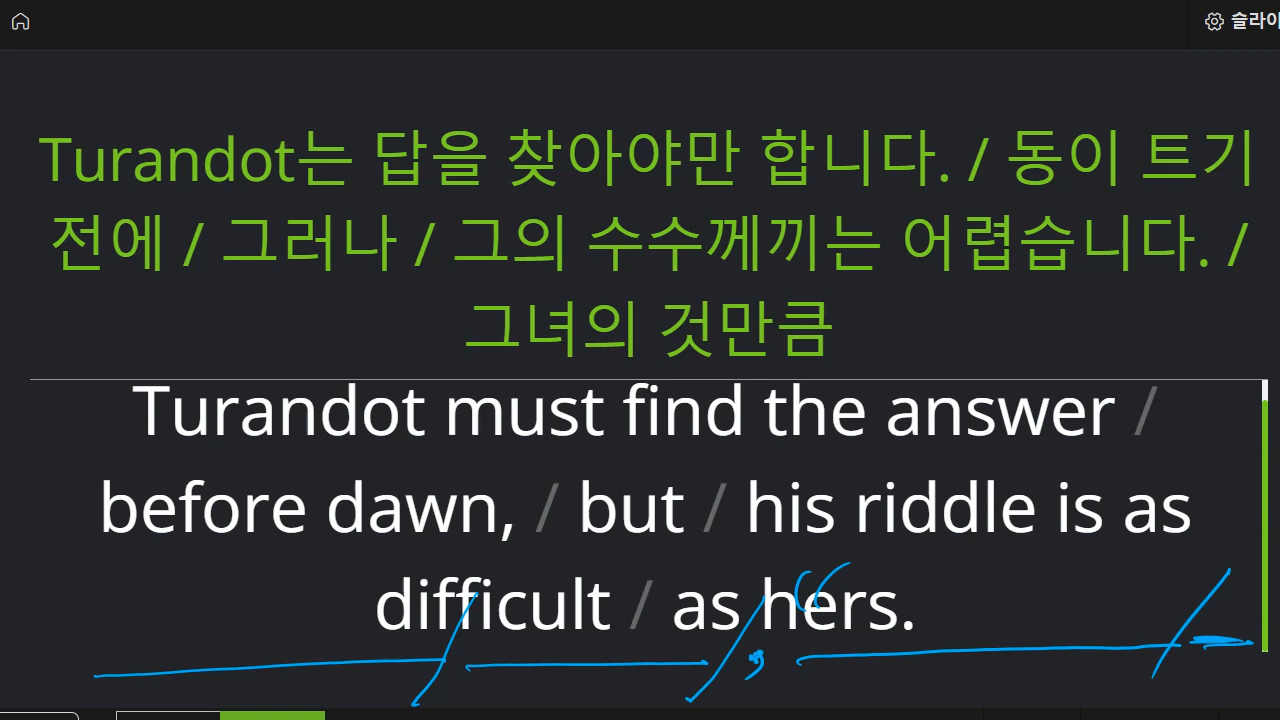 슬라이
Turandot는 답을 찾아야만 합니다. / 동이 트기
전에 / 그러나 / 그의 수수께끼는 어렵습니다. /
그녀의 것만큼
Turandot must find the answer /
before dawn, / but / his riddle is as
difficult / as hers.